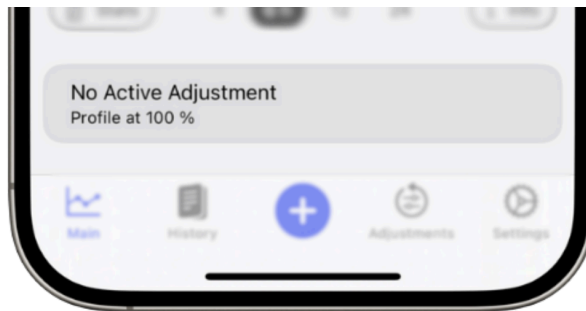 No Active Adjustment
Profile at 100 %
Main
History
Adjustments
Settings